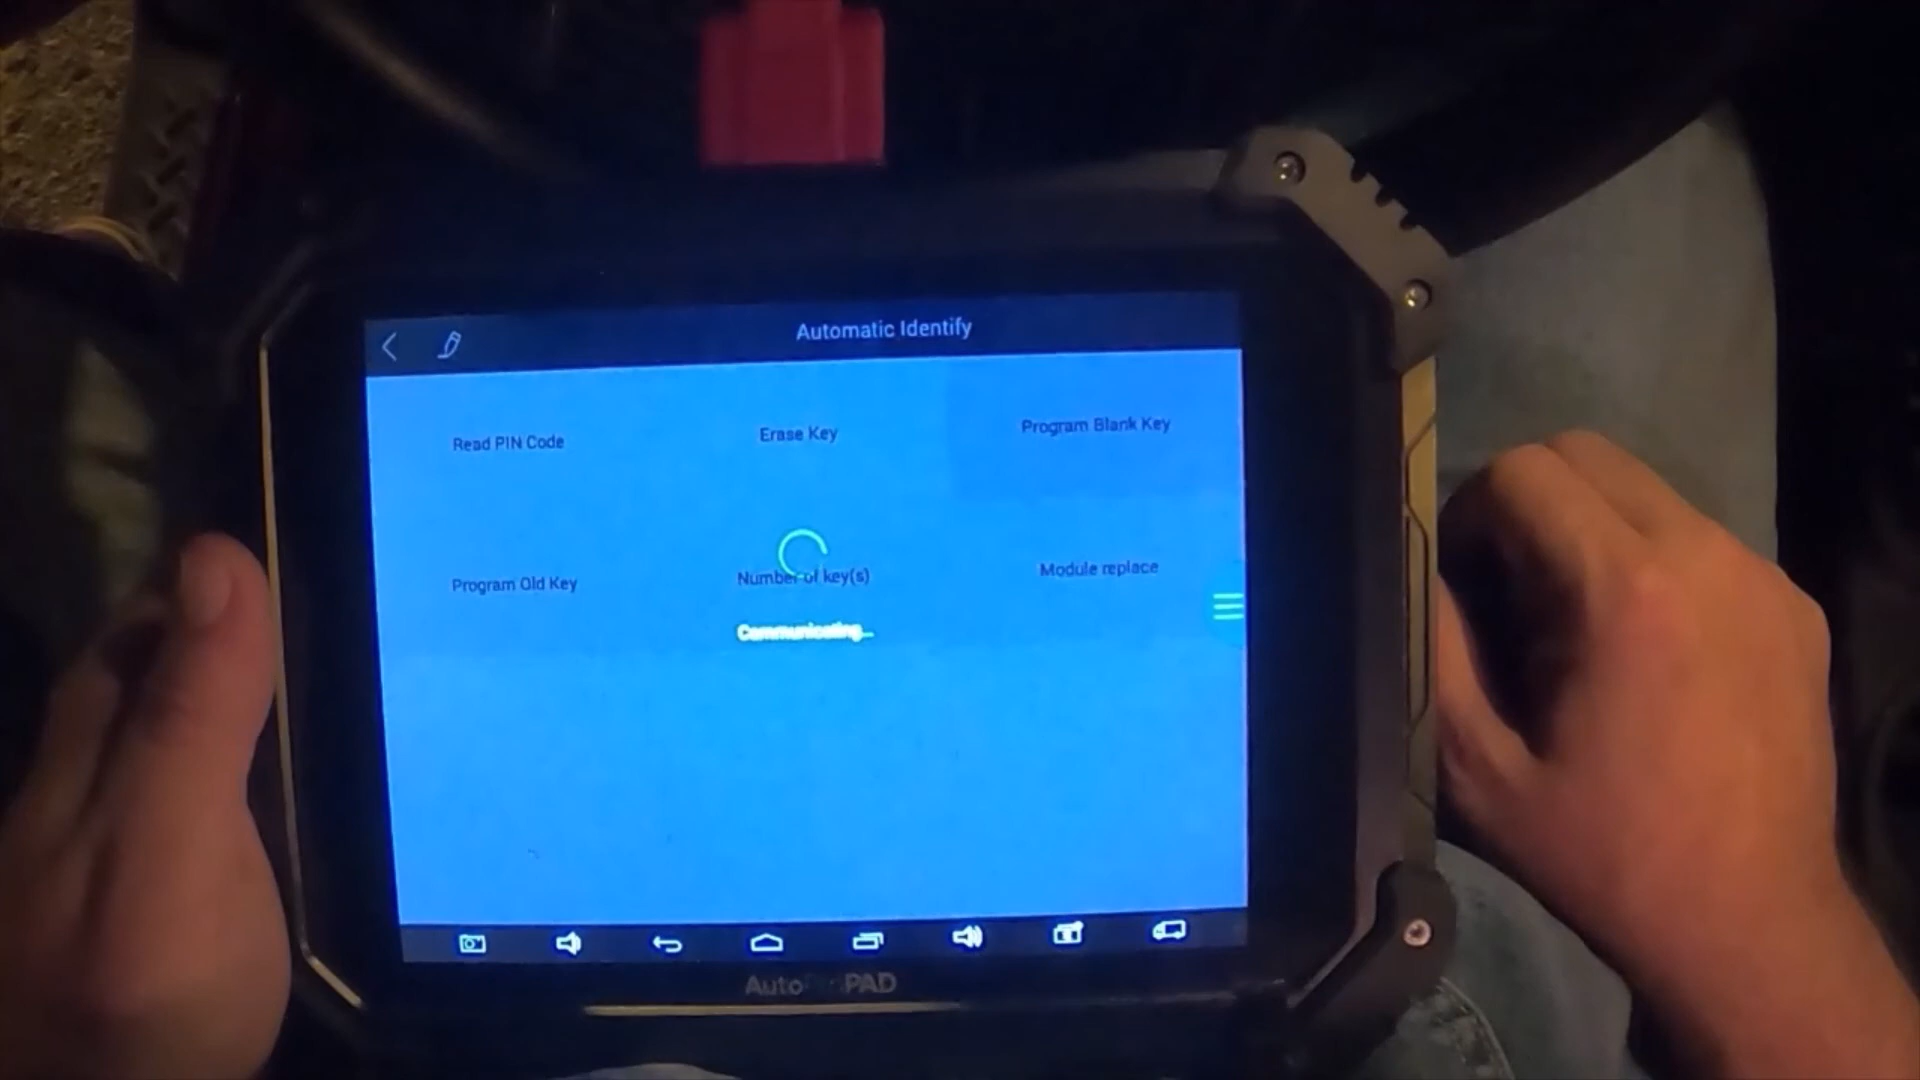 Automatic Identify
Read PIN Code
Erase Key
Program Blank Key
Program Old Key
Number of key(s)
Module replace
Communicating...
Auto PAD